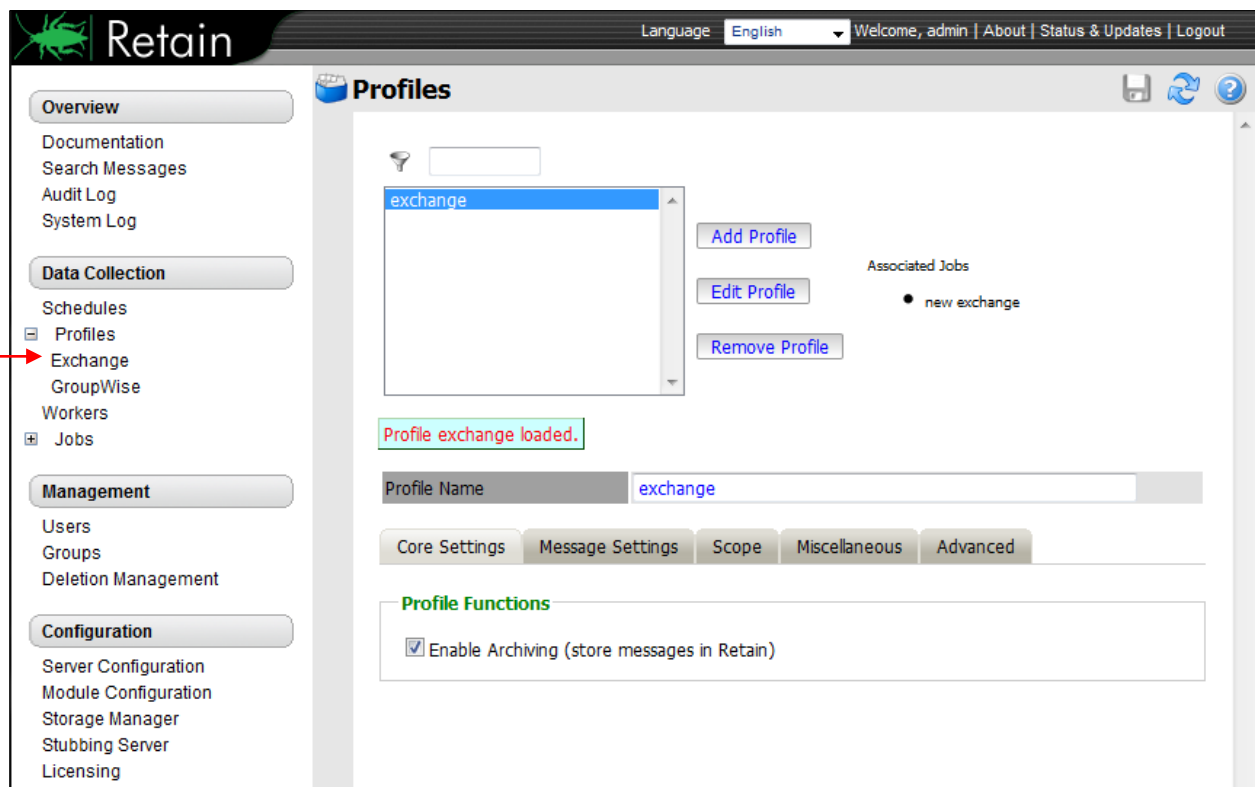 Retain
Language English Welcome, admin | About | Status & Updates | Logout
Overview
Documentation
Search Messages
Audit Log
System Log
Data Collection
Schedules
Profiles
Exchange
GroupWise
Workers
Jobs
Management
Users
Groups
Deletion Management
Configuration
Server Configuration
Module Configuration
Storage Manager
Stubbing Server
Licensing
Profiles
exchange
Add Profile
Edit Profile
Remove Profile
Associated Jobs
new exchange
Profile exchange loaded.
Profile Name exchange
Core Settings Message Settings Scope Miscellaneous Advanced
Profile Functions
Enable Archiving (store messages in Retain)